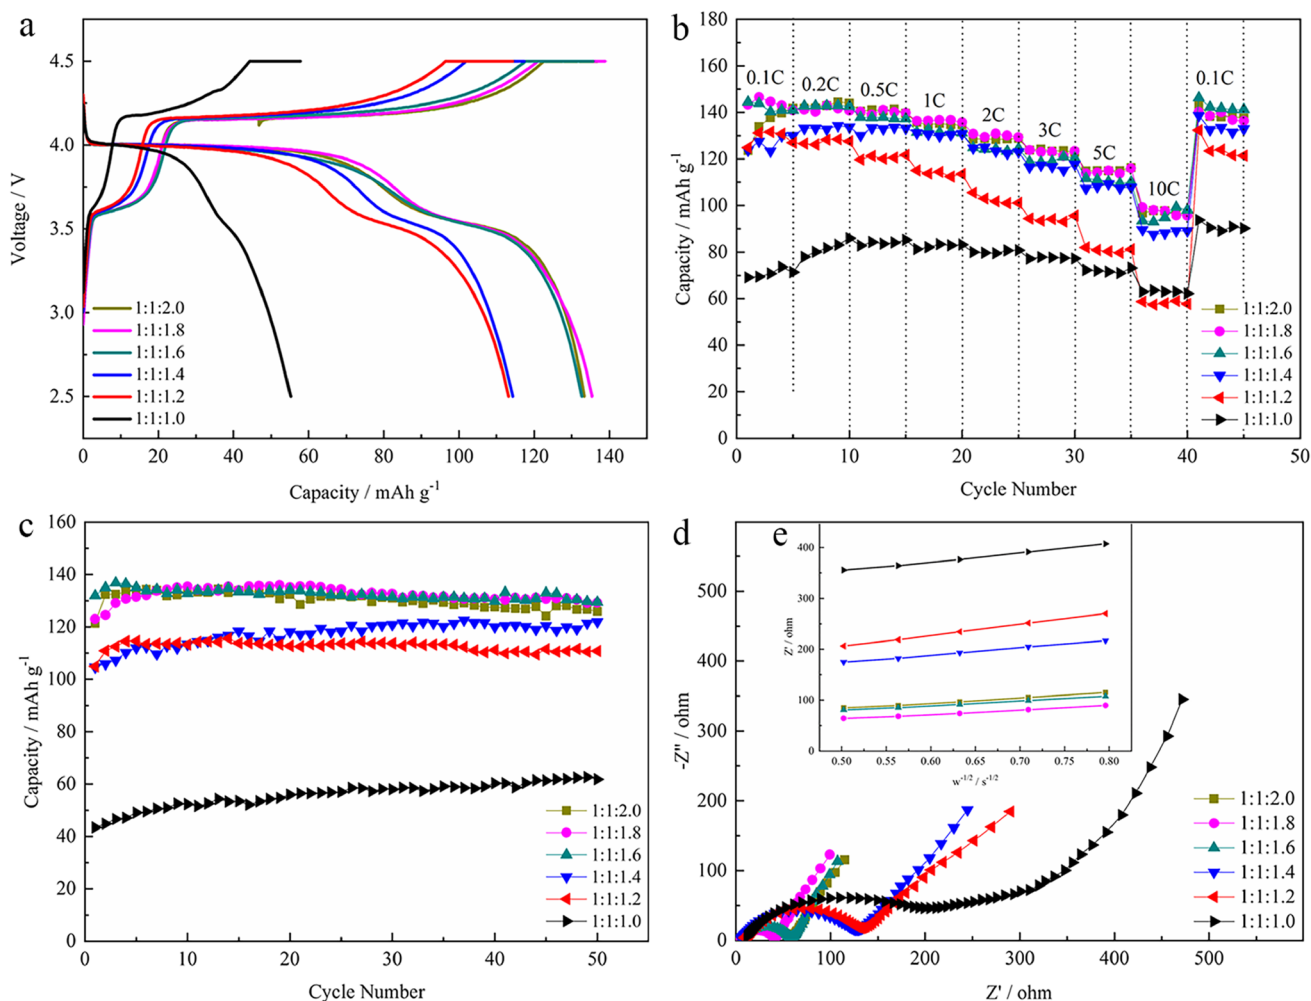 a
4.5
4.0
3.5
3.0
2.5
Voltage / V
1:1:2.0
1:1:1.8
1:1:1.6
1:1:1.4
1:1:1.2
1:1:1.0
0 20 40 60 80 100 120 140
Capacity / mAh g-1
b
180
160
140
120
100
80
60
40
20
0
Capacity / mAh g-1
0.1C 0.2C 0.5C 1C 2C 3C 5C 10C 0.1C
1:1:2.0
1:1:1.8
1:1:1.6
1:1:1.4
1:1:1.2
1:1:1.0
0 10 20 30 40 50
Cycle Number
c
160
140
120
100
80
60
40
20
0
Capacity / mAh g-1
1:1:2.0
1:1:1.8
1:1:1.6
1:1:1.4
1:1:1.2
1:1:1.0
0 10 20 30 40 50
Cycle Number
d
500
400
300
200
100
0
-Z'' / ohm
1:1:2.0
1:1:1.8
1:1:1.6
1:1:1.4
1:1:1.2
1:1:1.0
0 100 200 300 400 500 600
Z' / ohm
e
400
300
200
100
0
Z' / ohm
0.50 0.55 0.60 0.65 0.70 0.75 0.80
w-1/2 / s-1/2